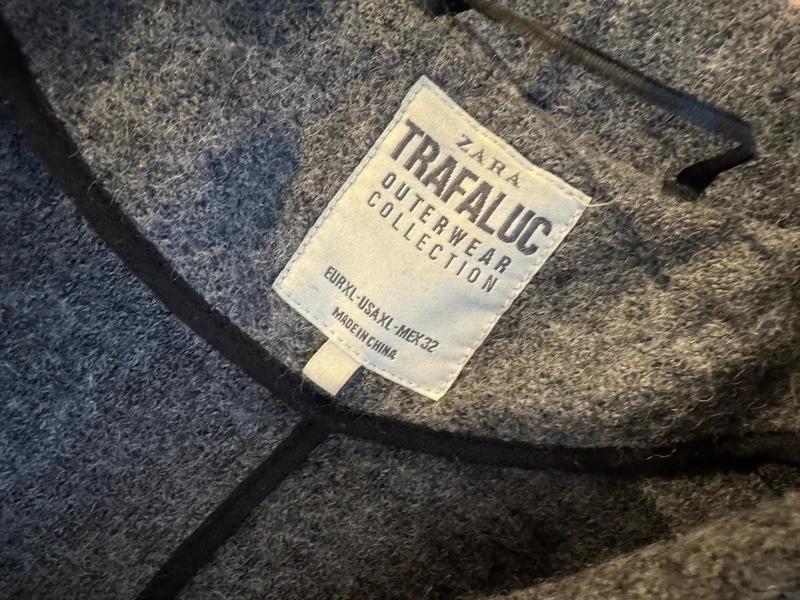 ZARA
TRAFALUC
OUTERWEAR
COLLECTION
EURXL-USAXL-MEX32
MADE IN CHINA